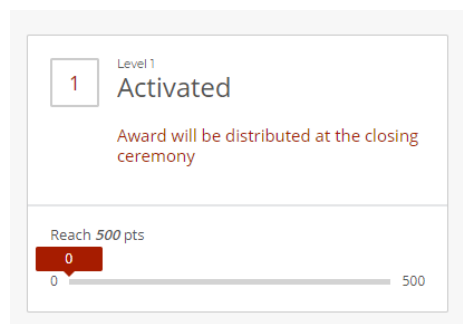 1
Level 1
Activated
Award will be distributed at the closing
ceremony
Reach 500 pts
0
0
500